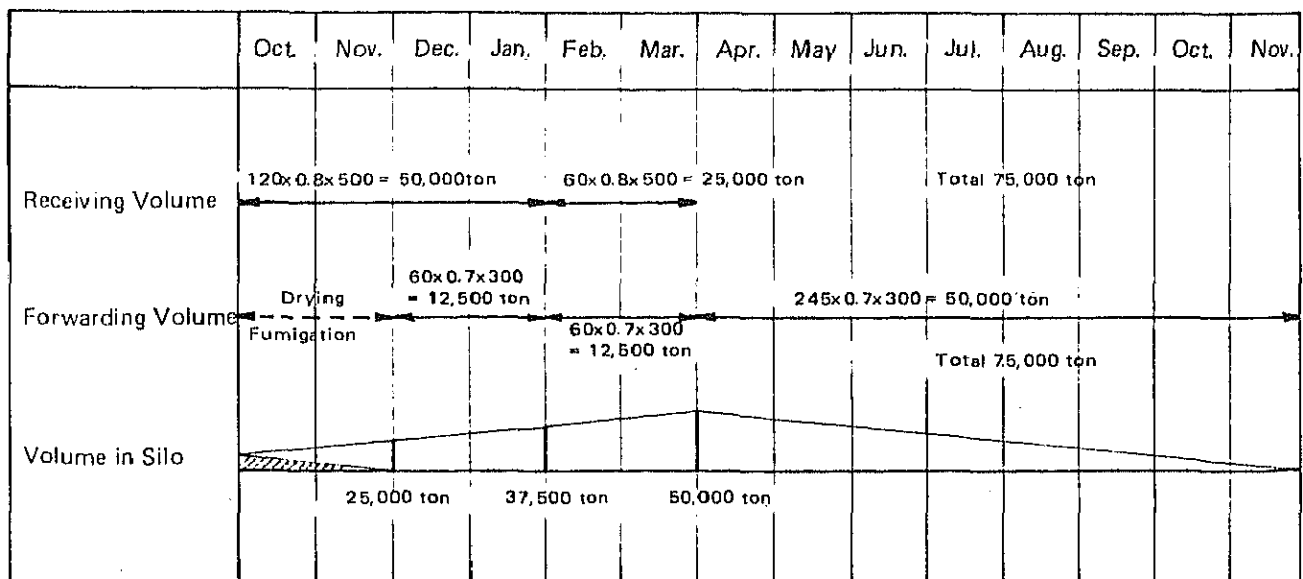 Oct. Nov. Dec. Jan. Feb. Mar. Apr. May Jun. Jul. Aug. Sep. Oct. Nov.
Receiving Volume
120x0.8x500 = 50,000ton
60x0.8x500 = 25,000 ton
Total 75,000 ton
Forwarding Volume
Drying
Fumigation
60x0.7x300
= 12,500 ton
60x0.7x300
= 12,500 ton
245x0.7x300= 50,000 ton
Total 75,000 ton
Volume in Silo
25,000 ton
37,500 ton
50,000 ton